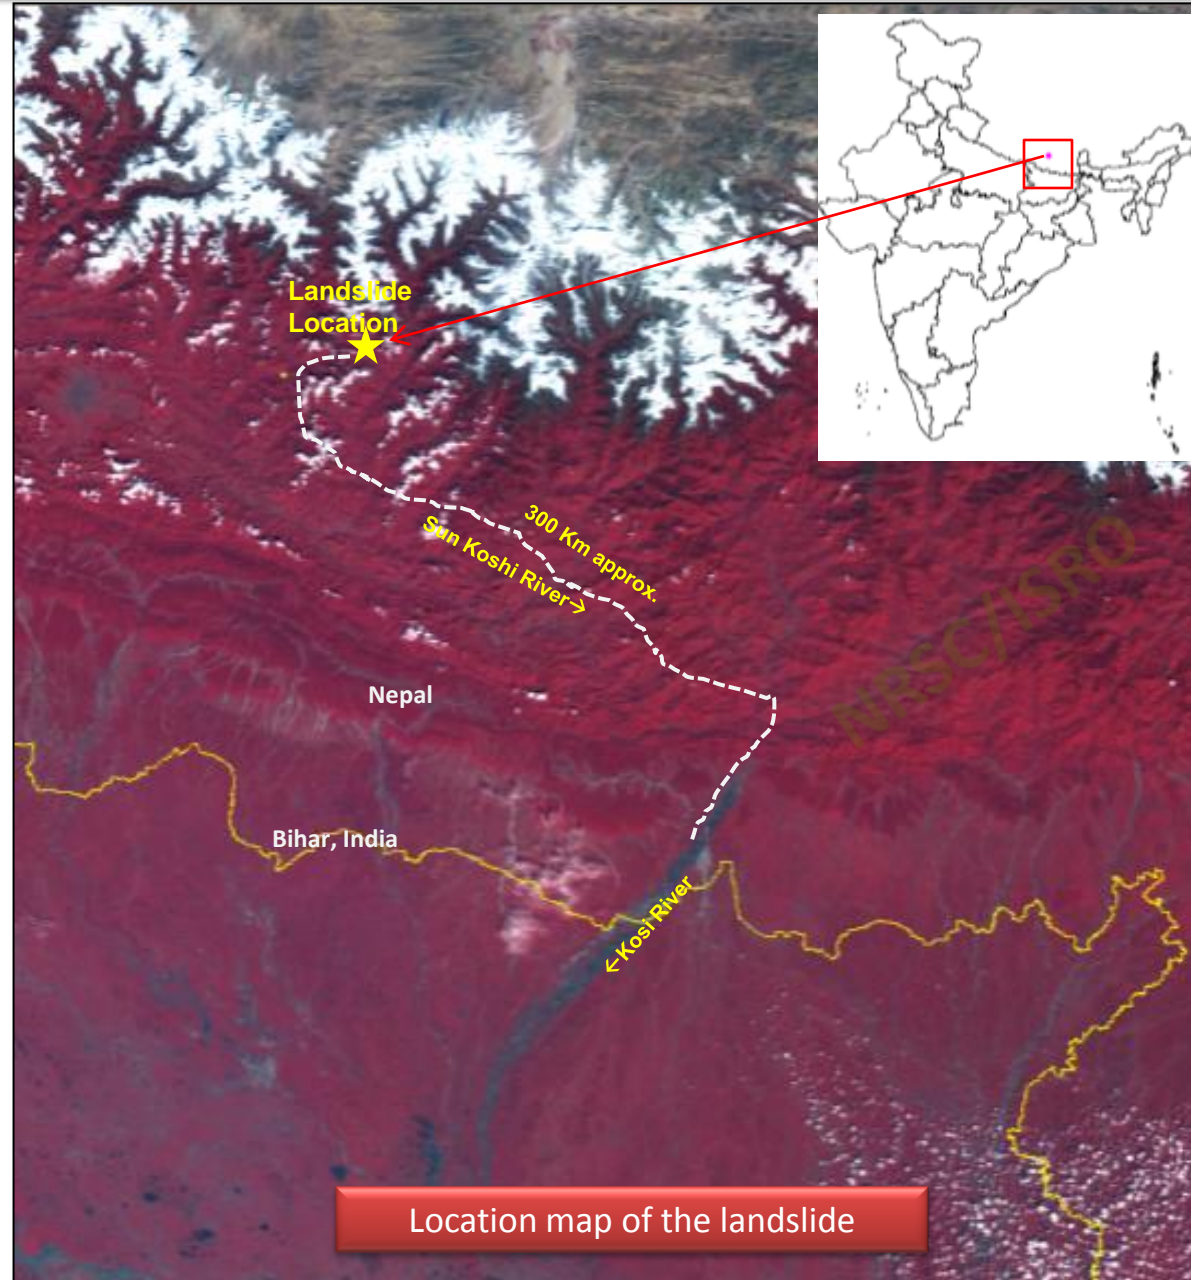 Landslide
Location
300 Km approx.
Sun Koshi River→
NRSC/ISRO
Nepal
Bihar, India
←Kosi River
Location map of the landslide